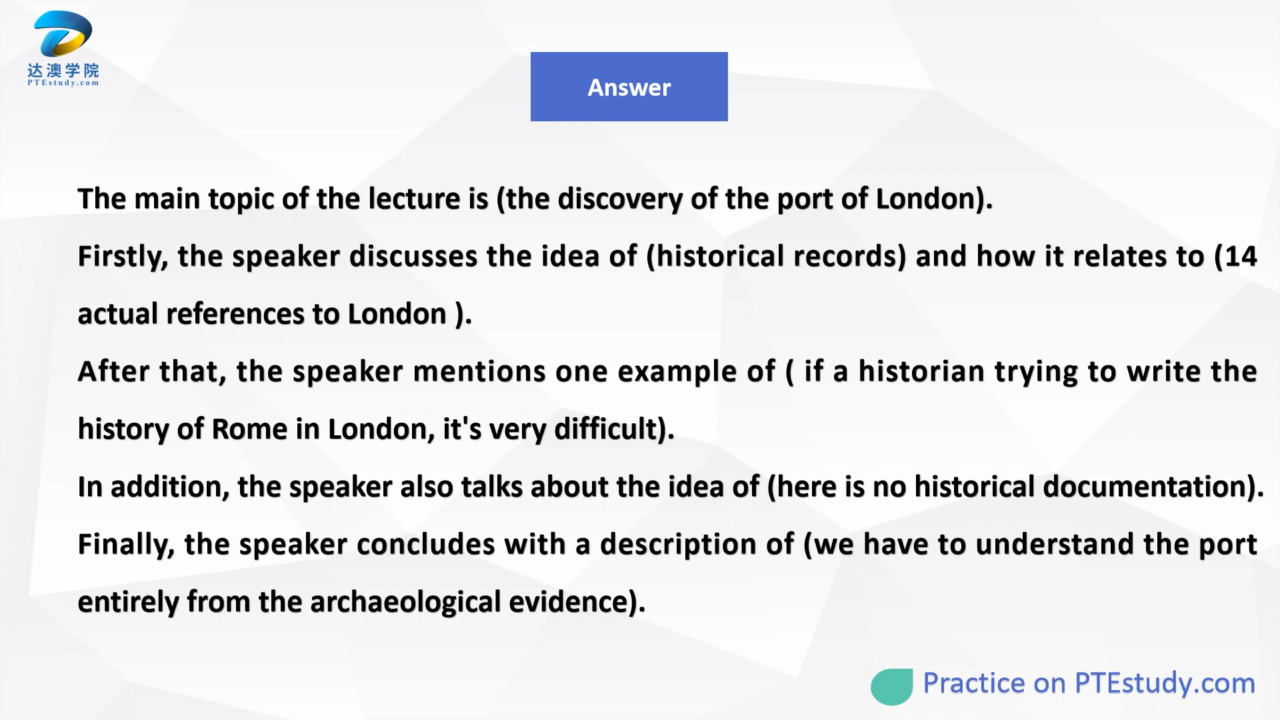 达澳学院
PTEstudy.com
Answer
The main topic of the lecture is (the discovery of the port of London).
Firstly, the speaker discusses the idea of (historical records) and how it relates to (14
actual references to London ).
After that, the speaker mentions one example of ( if a historian trying to write the
history of Rome in London, it's very difficult).
In addition, the speaker also talks about the idea of (here is no historical documentation).
Finally, the speaker concludes with a description of (we have to understand the port
entirely from the archaeological evidence).
Practice on PTEstudy.com